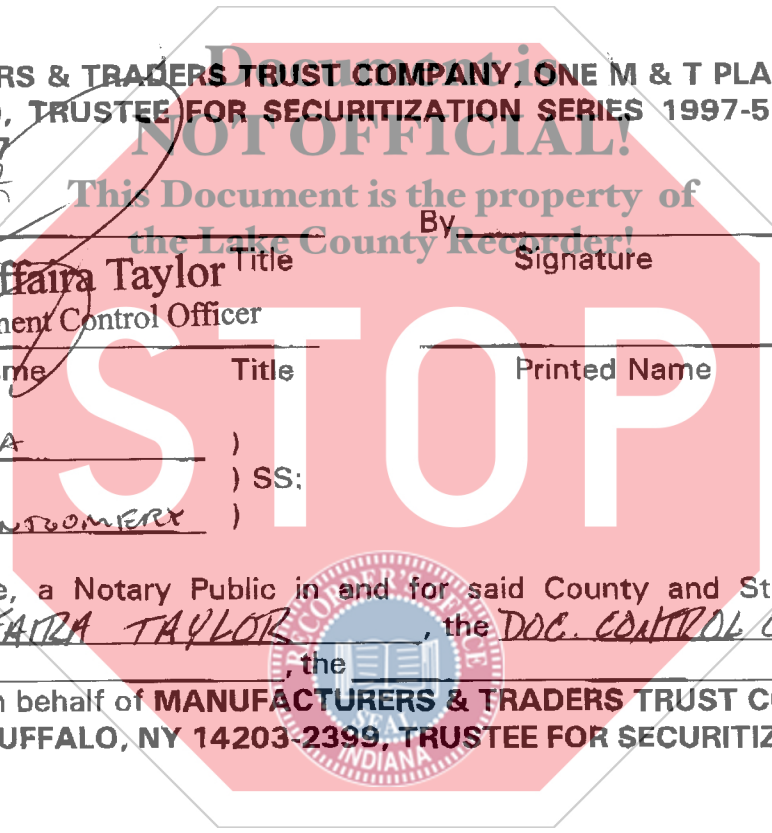 Document is
RS & TRADERS TRUST COMPANY, ONE M & T PLA
, TRUSTEE FOR SECURITIZATION SERIES 1997-5
NOT OFFICIAL!
This Document is the property of
By
the Lake County Recorder!
Title Signature
ffaira Taylor
ment Control Officer
me Title Printed Name
STOP
A )
) SS:
NTGOMERY )
e, a Notary Public in and for said County and St
FAIRA TAYLOR, the DOC. CONTROL O
, the
n behalf of MANUFACTURERS & TRADERS TRUST C
UFFALO, NY 14203-2399, TRUSTEE FOR SECURITIZ
RECORDER'S OFFICE
SEAL
INDIANA